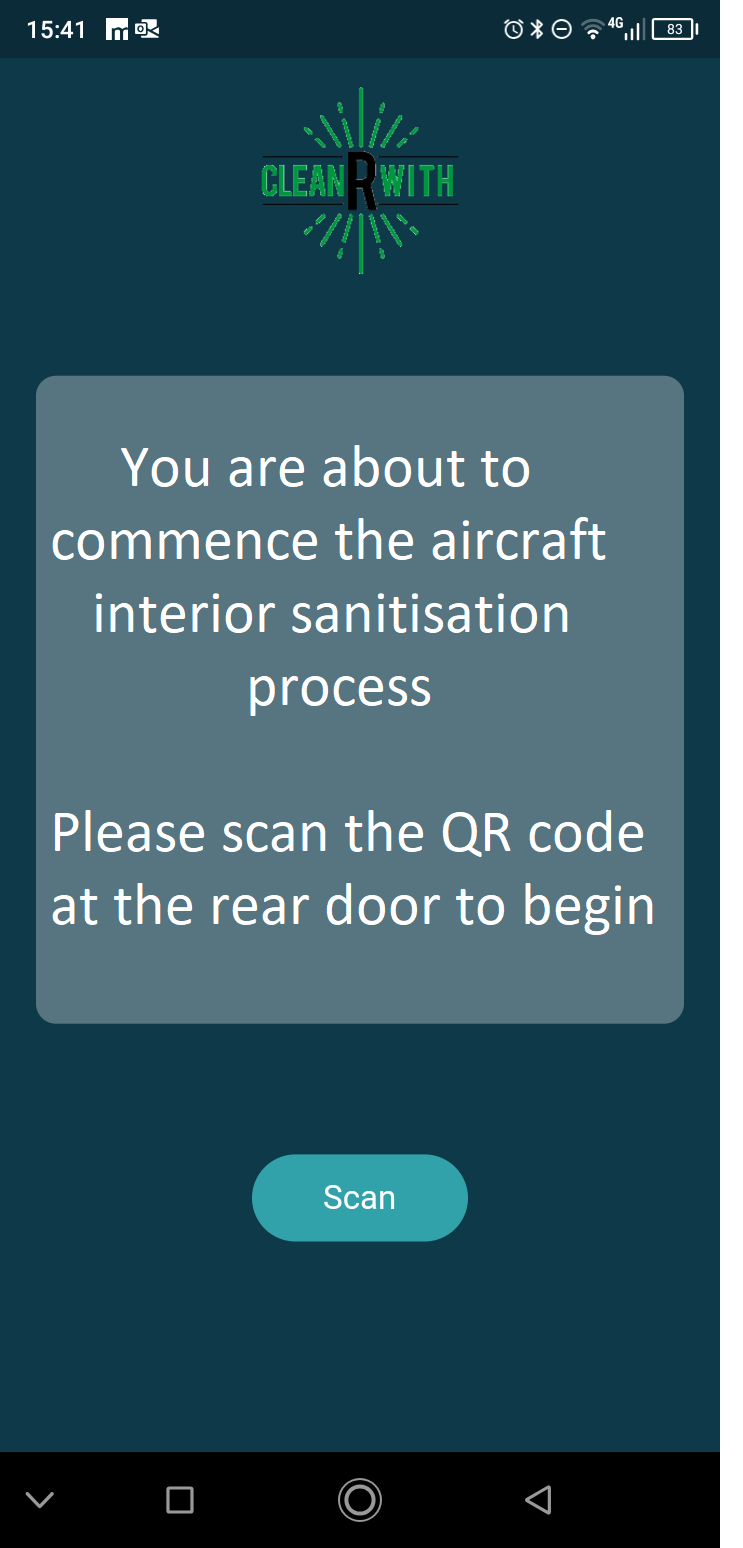 15:41
4G
83
CLEAN R WITH
You are about to
commence the aircraft
interior sanitisation
process
Please scan the QR code
at the rear door to begin
Scan